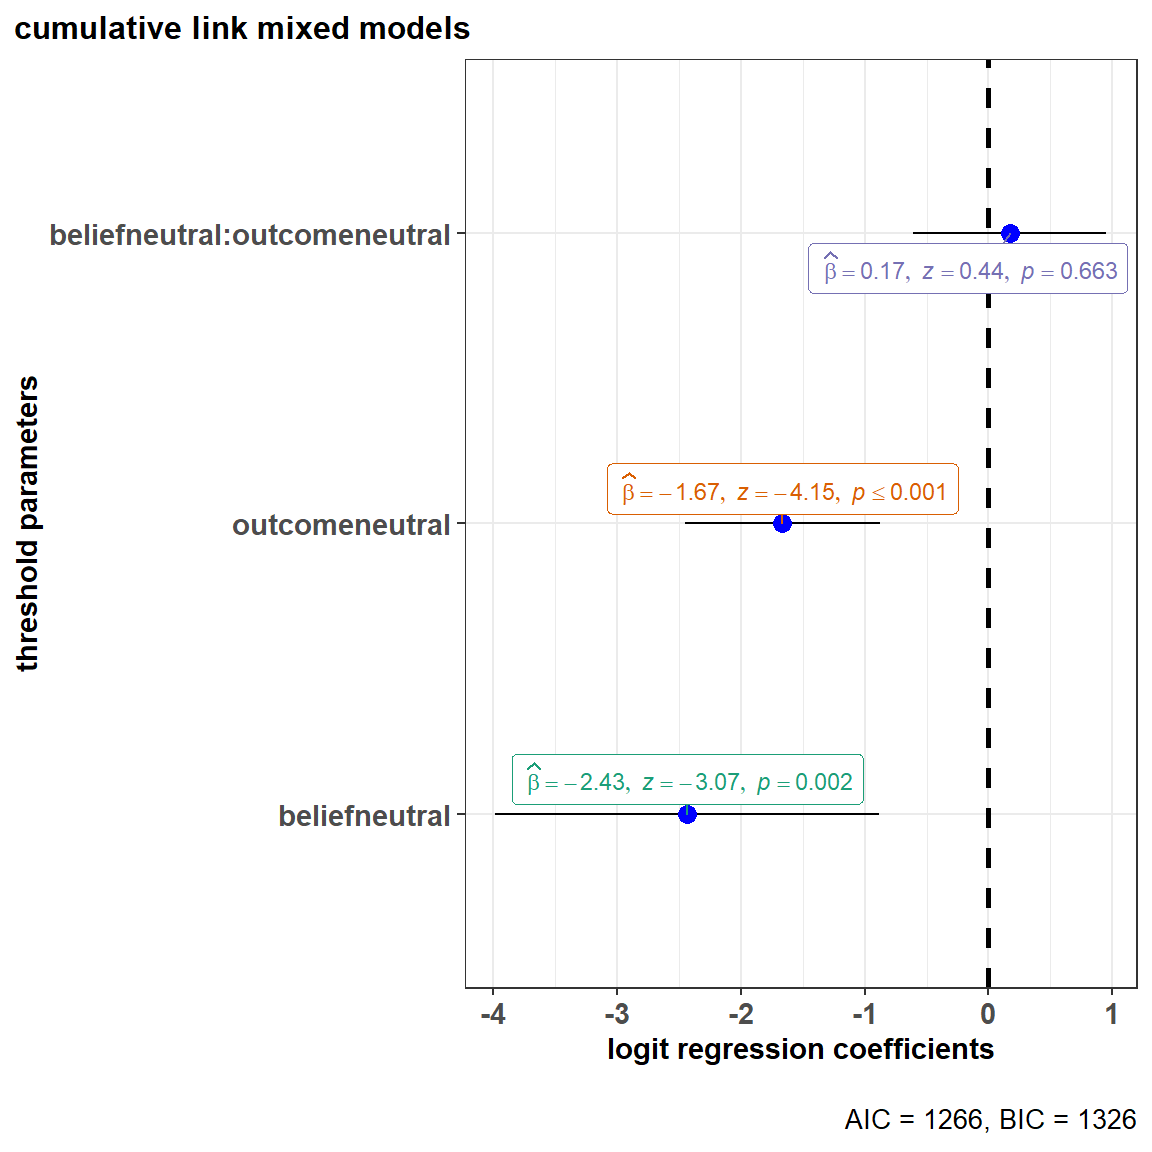 cumulative link mixed models
beliefneutral:outcomeneutral
β̂ = 0.17, z = 0.44, p = 0.663
threshold parameters
outcomeneutral
β̂ = −1.67, z = −4.15, p ≤ 0.001
beliefneutral
β̂ = −2.43, z = −3.07, p = 0.002
-4 -3 -2 -1 0 1
logit regression coefficients
AIC = 1266, BIC = 1326